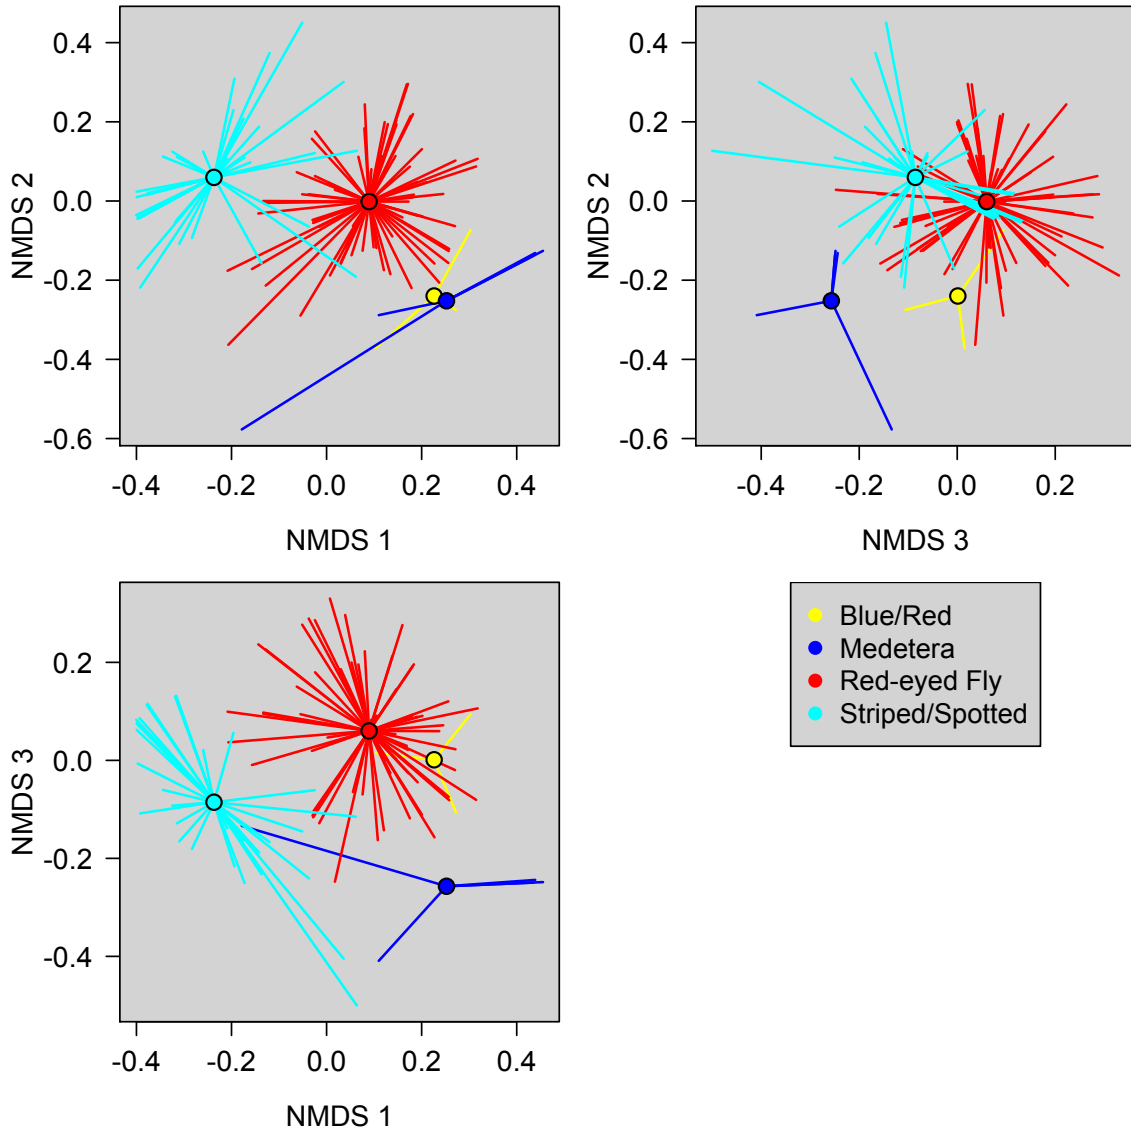 0.4
0.2
0.0
-0.2
-0.4
-0.6
NMDS 2
-0.4 -0.2 0.0 0.2 0.4
NMDS 1
0.4
0.2
0.0
-0.2
-0.4
-0.6
NMDS 2
-0.4 -0.2 0.0 0.2
NMDS 3
0.2
0.0
-0.2
-0.4
NMDS 3
-0.4 -0.2 0.0 0.2 0.4
NMDS 1
Blue/Red
Medetera
Red-eyed Fly
Striped/Spotted